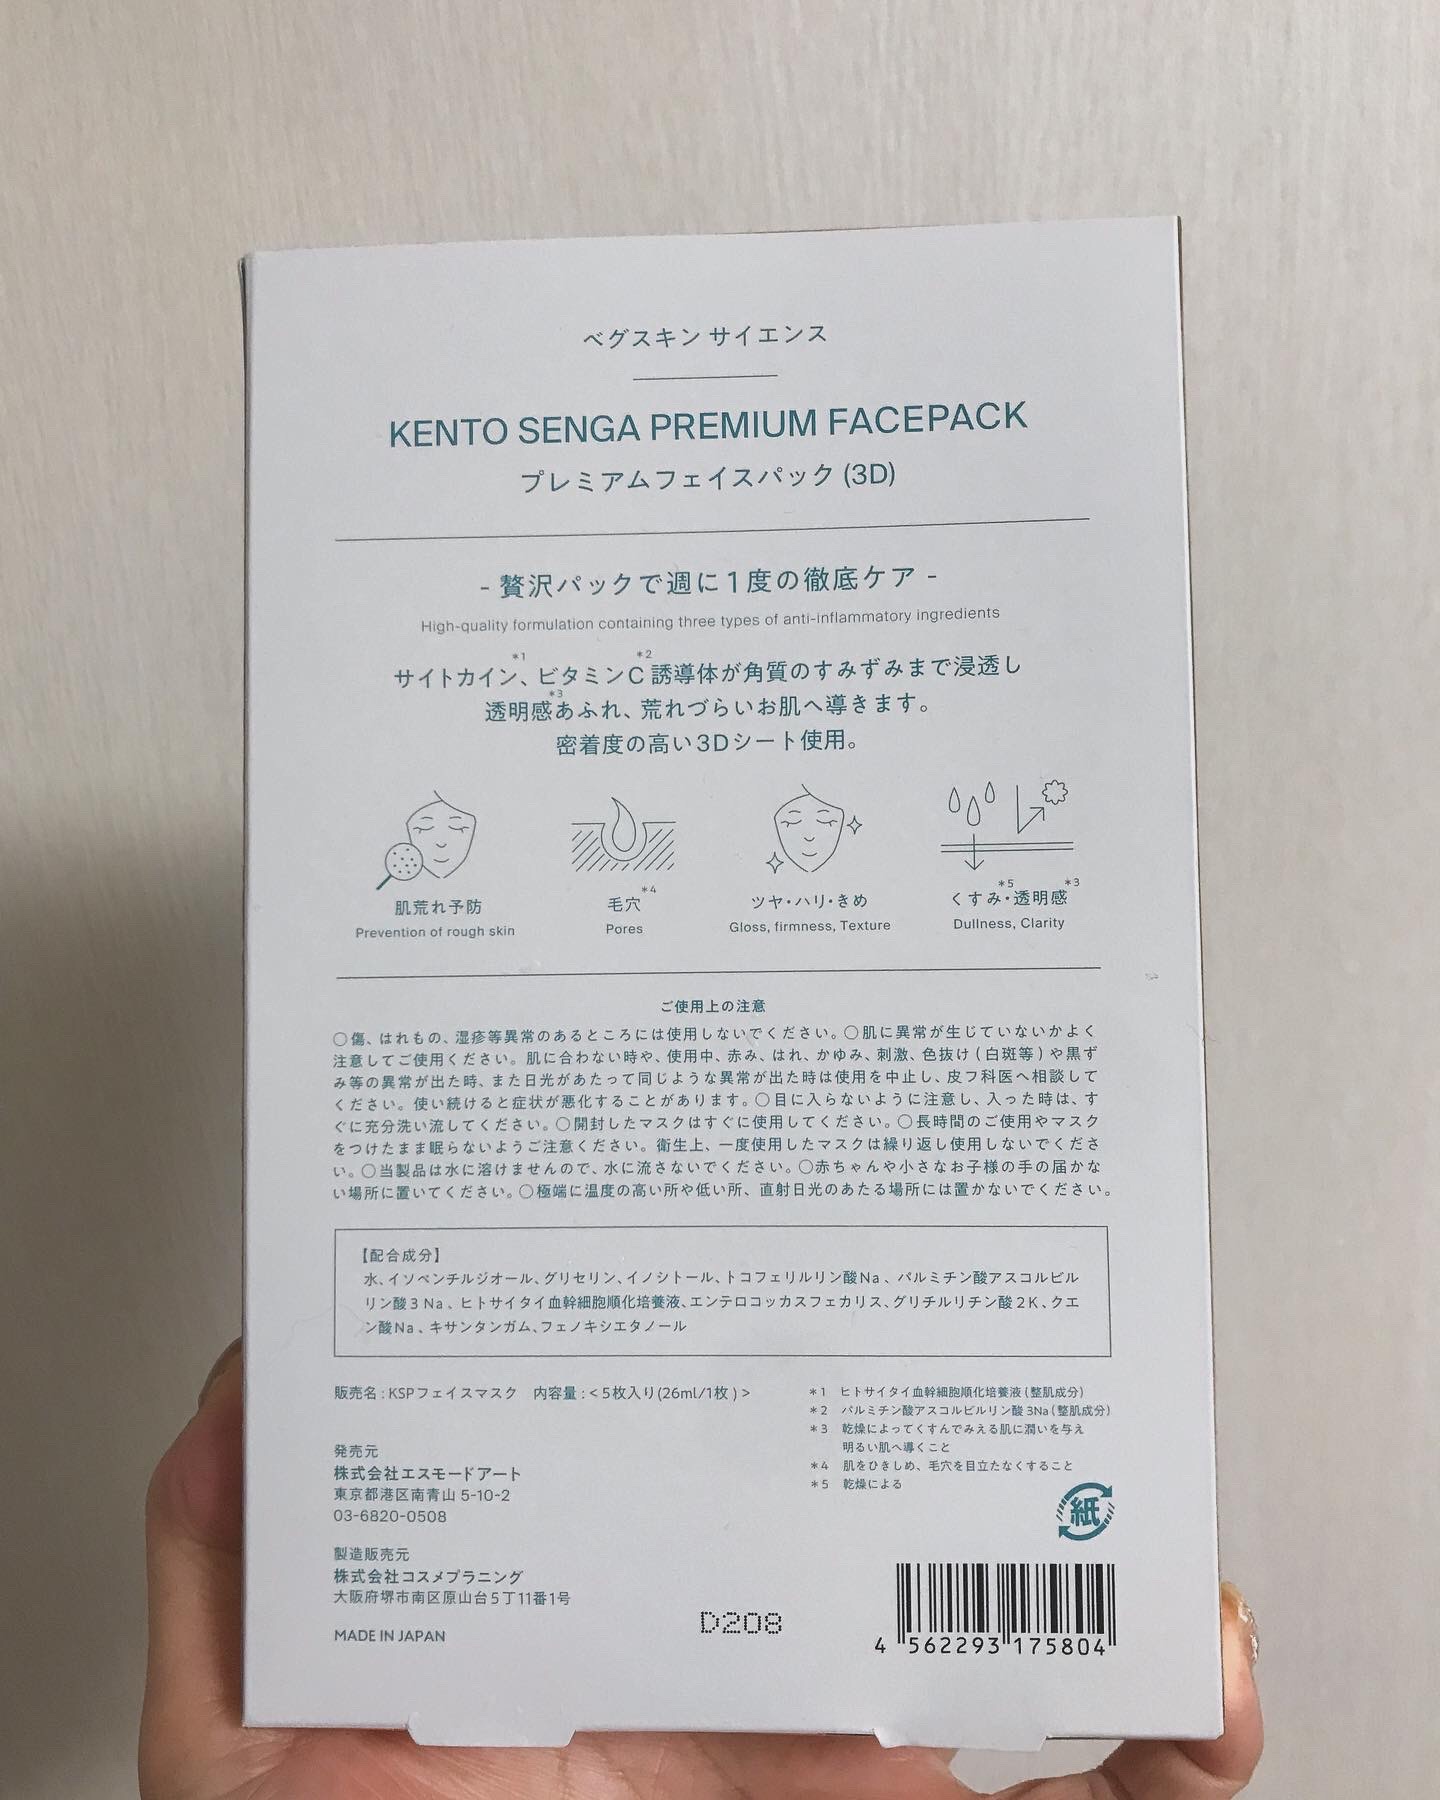 ベグスキン サイエンス
KENTO SENGA PREMIUM FACEPACK
プレミアムフェイスパック (3D)
- 贅沢パックで週に1度の徹底ケア -
High-quality formulation containing three types of anti-inflammatory ingredients
サイトカイン*1、ビタミンC*2誘導体が角質のすみずみまで浸透し
透明感*3あふれ、荒れづらいお肌へ導きます。
密着度の高い3Dシート使用。
肌荒れ予防
Prevention of rough skin
毛穴*4
Pores
ツヤ・ハリ・きめ
Gloss, firmness, Texture
くすみ*5・透明感*3
Dullness, Clarity
ご使用上の注意
〇傷、はれもの、湿疹等異常のあるところには使用しないでください。〇肌に異常が生じていないかよく
注意してご使用ください。肌に合わない時や、使用中、赤み、はれ、かゆみ、刺激、色抜け(白斑等)や黒ず
み等の異常が出た時、また日光があたって同じような異常が出た時は使用を中止し、皮フ科医へ相談して
ください。使い続けると症状が悪化することがあります。〇目に入らないように注意し、入った時は、す
ぐに充分洗い流してください。〇開封したマスクはすぐに使用してください。〇長時間のご使用やマスク
をつけたまま眠らないようご注意ください。衛生上、一度使用したマスクは繰り返し使用しないでくださ
い。〇当製品は水に溶けませんので、水に流さないでください。〇赤ちゃんや小さなお子様の手の届かな
い場所に置いてください。〇極端に温度の高い所や低い所、直射日光のあたる場所には置かないでください。
【配合成分】
水、イソペンチルジオール、グリセリン、イノシトール、トコフェリルリン酸Na、パルミチン酸アスコルビル
リン酸3Na、ヒトサイタイ血幹細胞順化培養液、エンテロコッカスフェカリス、グリチルリチン酸2K、クエ
ン酸Na、キサンタンガム、フェノキシエタノール
販売名:KSPフェイスマスク 内容量:<5枚入り(26ml/1枚)>
*1 ヒトサイタイ血幹細胞順化培養液(整肌成分)
*2 パルミチン酸アスコルビルリン酸3Na(整肌成分)
*3 乾燥によってくすんでみえる肌に潤いを与え
明るい肌へ導くこと
*4 肌をひきしめ、毛穴を目立たなくすること
*5 乾燥による
発売元
株式会社エスモードアート
東京都港区南青山 5-10-2
03-6820-0508
製造販売元
株式会社コスメプラニング
大阪府堺市南区原山台5丁11番1号
MADE IN JAPAN
紙
D208
4 562293 175804